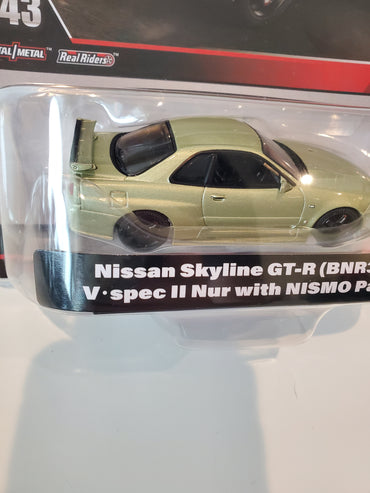 43
METAL
Real Riders
Nissan Skyline GT-R (BNR3
V·spec II Nur with NISMO Pa